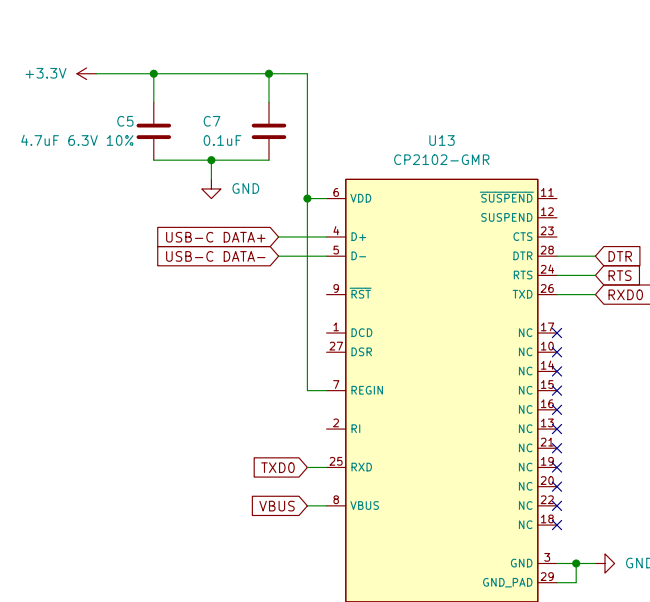 +3.3V
C5
4.7uF 6.3V 10%
C7
0.1uF
GND
U13
CP2102-GMR
6 VDD
4 D+
5 D-
9 RST
1 DCD
27 DSR
7 REGIN
2 RI
25 RXD
8 VBUS
USB-C DATA+
USB-C DATA-
TXD0
VBUS
SUSPEND 11
SUSPEND 12
CTS 23
DTR 28
RTS 24
TXD 26
NC 17
NC 10
NC 14
NC 15
NC 16
NC 13
NC 21
NC 19
NC 20
NC 22
NC 18
GND 3
GND_PAD 29
DTR
RTS
RXD0
GND